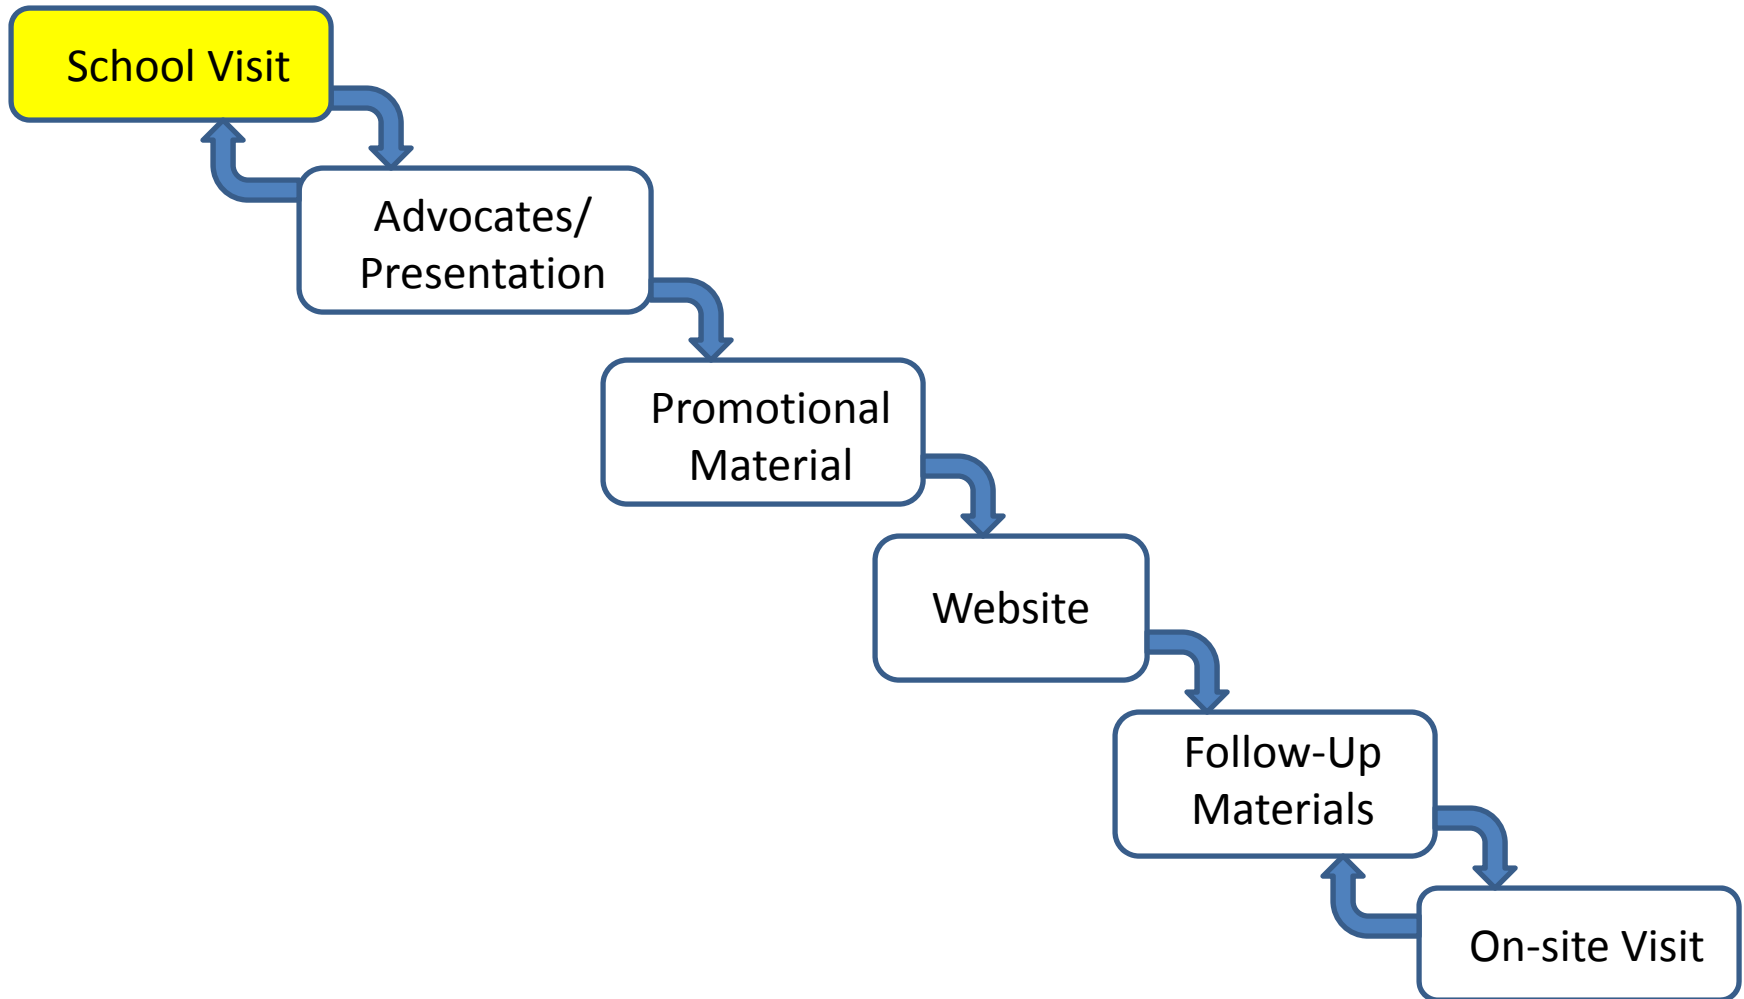 School Visit
Advocates/
Presentation
Promotional
Material
Website
Follow-Up
Materials
On-site Visit